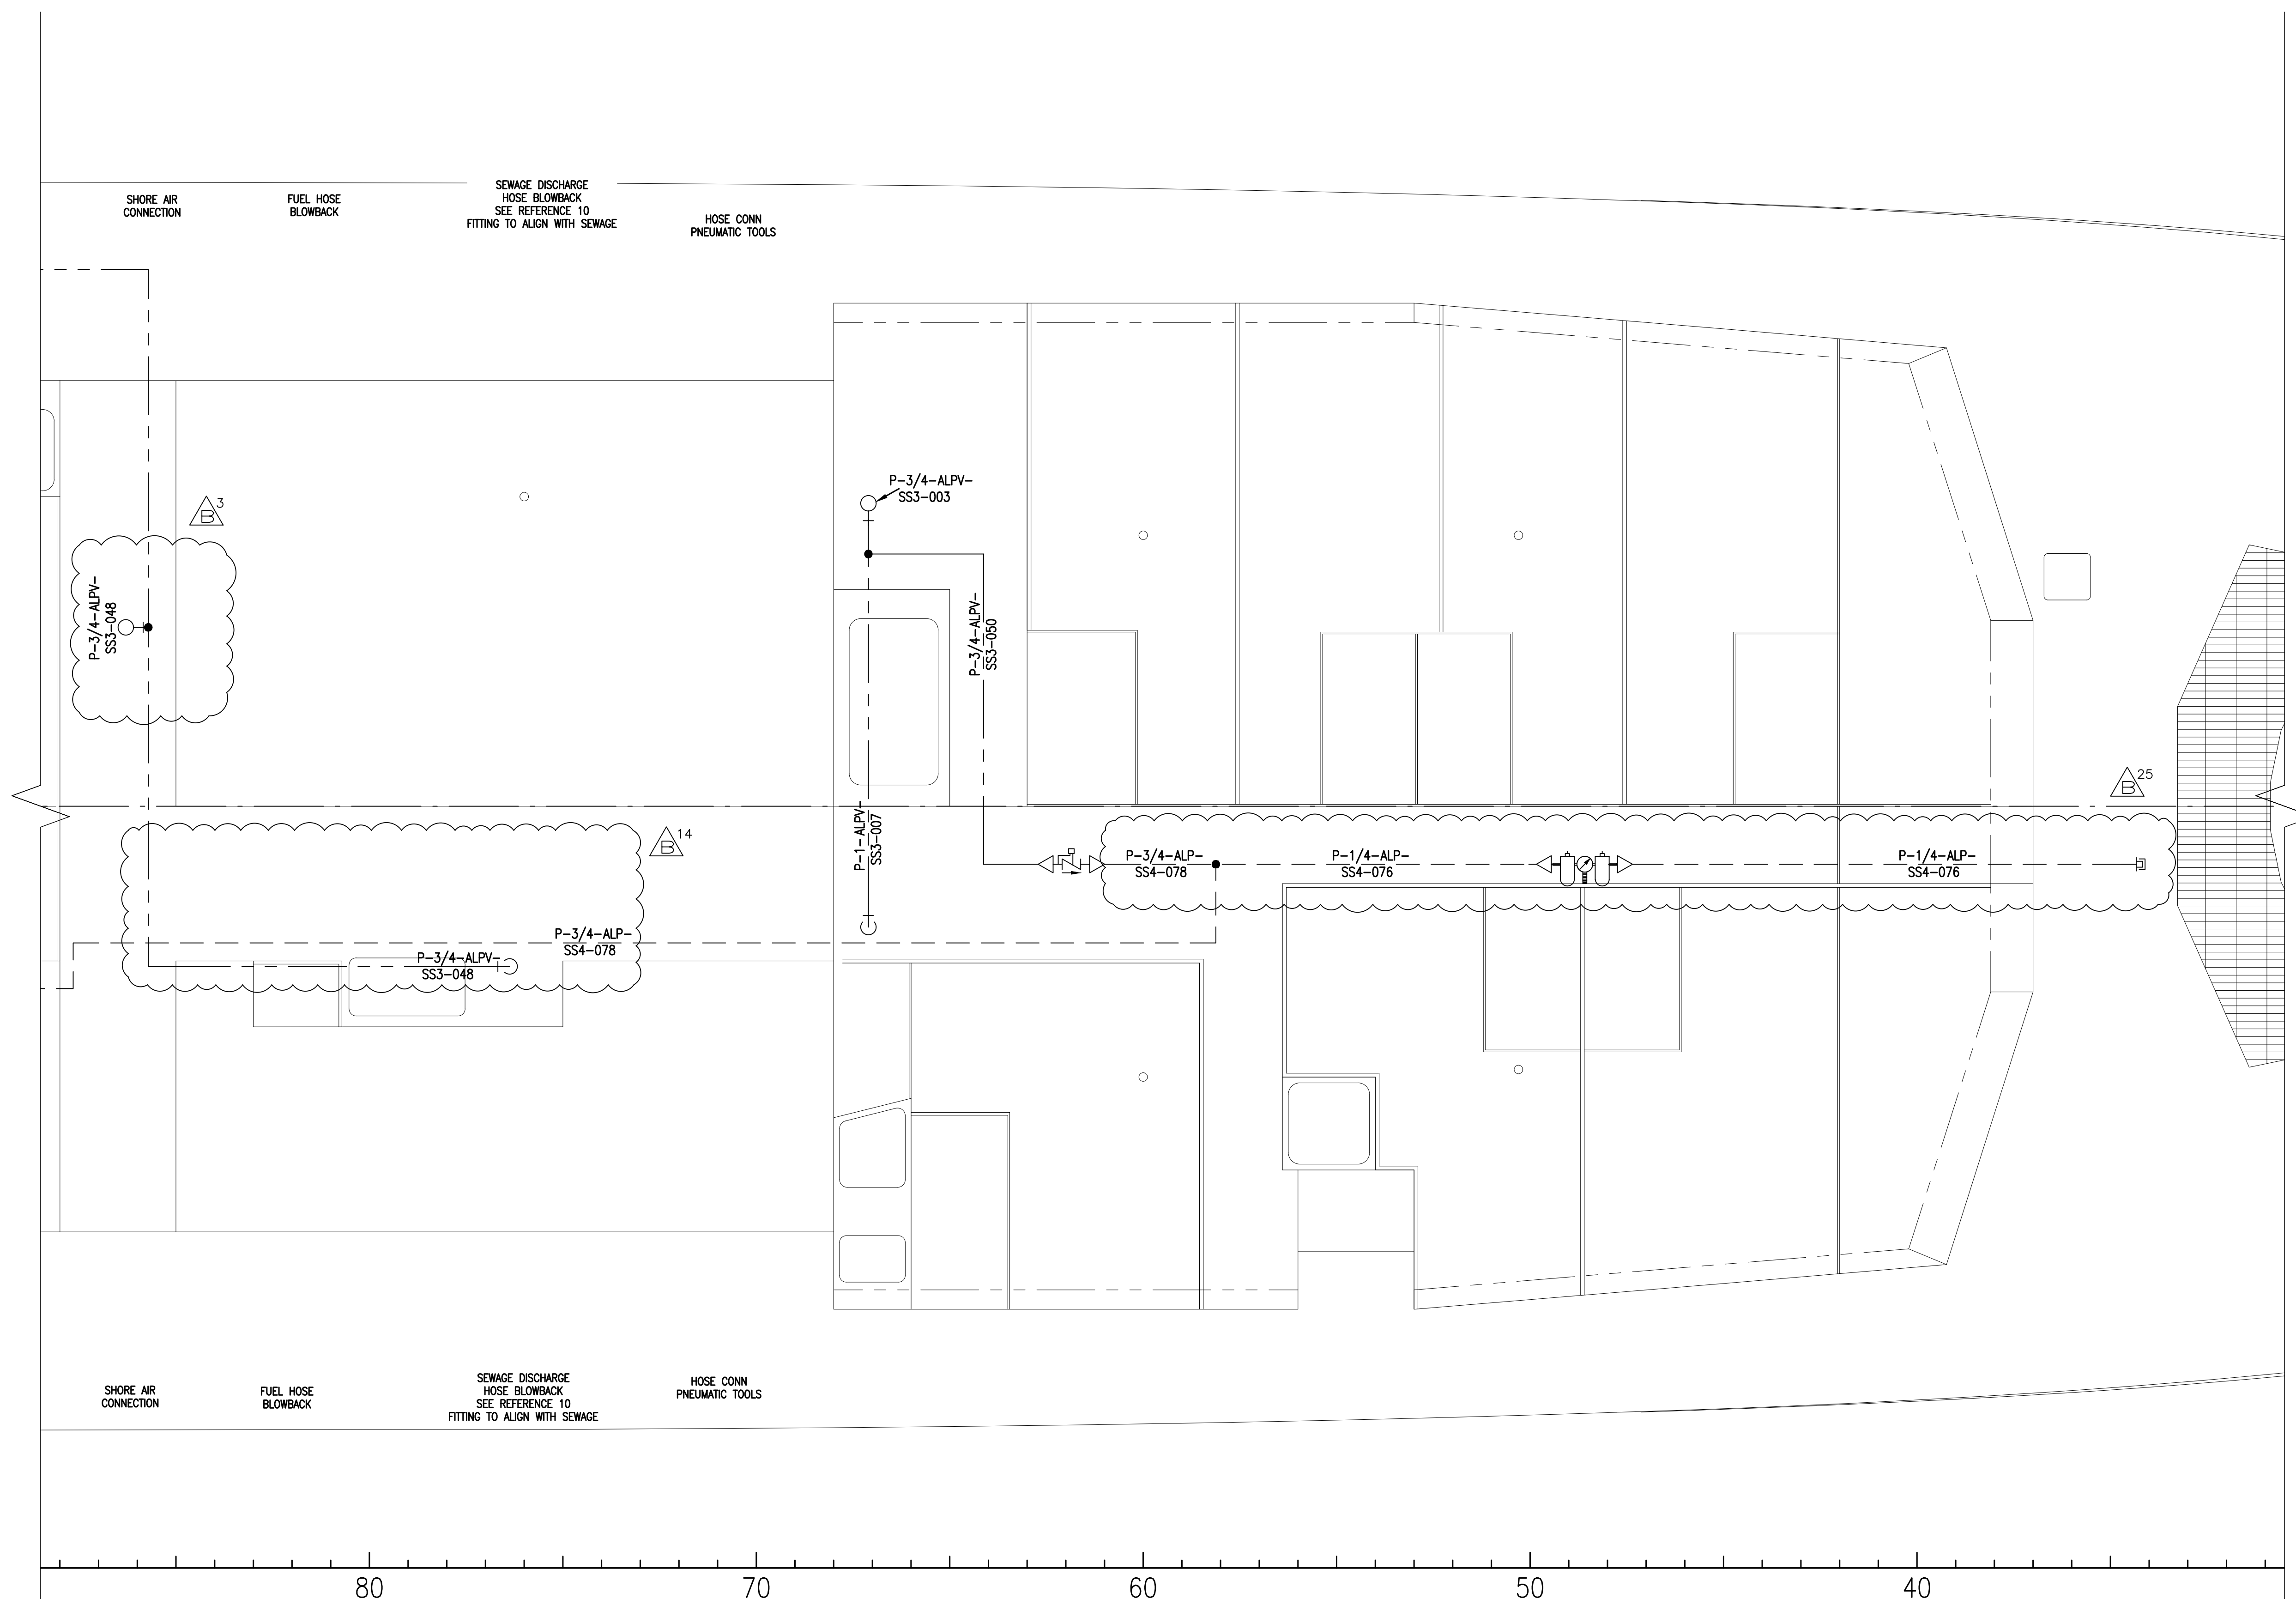 SHORE AIR
CONNECTION
FUEL HOSE
BLOWBACK
SEWAGE DISCHARGE
HOSE BLOWBACK
SEE REFERENCE 10
FITTING TO ALIGN WITH SEWAGE
HOSE CONN
PNEUMATIC TOOLS
P-3/4-ALPV-
SS3-003
B 3
P-3/4-ALPV-
SS3-048
P-3/4-ALPV-
SS3-050
B 25
P-1-ALPV-
SS3-007
B 14
P-3/4-ALP-
SS4-078
P-1/4-ALP-
SS4-076
P-1/4-ALP-
SS4-076
P-3/4-ALP-
SS4-078
P-3/4-ALPV-
SS3-048
SHORE AIR
CONNECTION
FUEL HOSE
BLOWBACK
SEWAGE DISCHARGE
HOSE BLOWBACK
SEE REFERENCE 10
FITTING TO ALIGN WITH SEWAGE
HOSE CONN
PNEUMATIC TOOLS
80 70 60 50 40